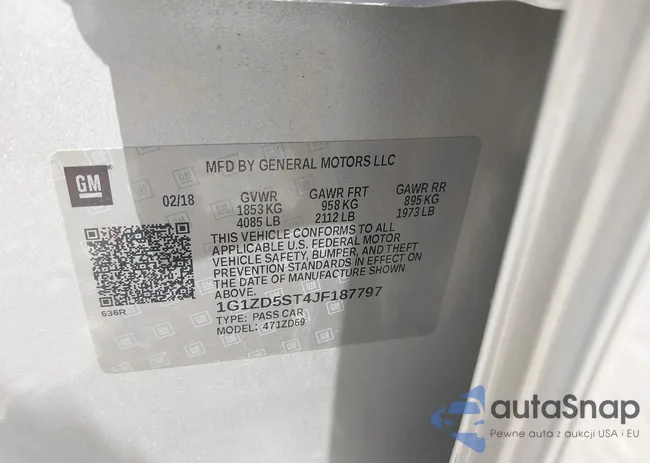 GM
MFD BY GENERAL MOTORS LLC
02/18
GVWR GAWR FRT GAWR RR
1853 KG 958 KG 895 KG
4085 LB 2112 LB 1973 LB
THIS VEHICLE CONFORMS TO ALL
APPLICABLE U.S. FEDERAL MOTOR
VEHICLE SAFETY, BUMPER, AND THEFT
PREVENTION STANDARDS IN EFFECT ON
THE DATE OF MANUFACTURE SHOWN
ABOVE.
1G1ZD5ST4JF187797
TYPE: PASS CAR
MODEL: 471ZD69
636R
autaSnap
Pewne auta z aukcji USA i EU